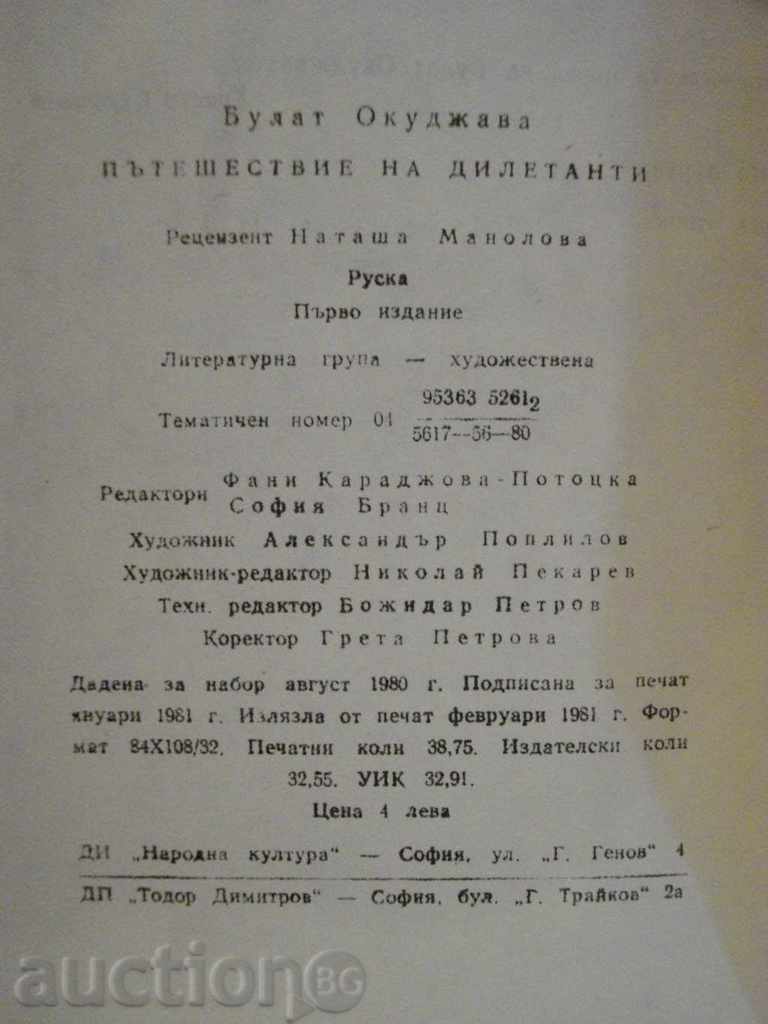 Булат Окуджава
ПЪТЕШЕСТВИЕ НА ДИЛЕТАНТИ
Рецензент Наташа Манолова
Руска
Първо издание
Литературна група — художествена
Тематичен номер 04 95363 52612
5617—56—80
Редактори Фани Караджова-Потоцка
София Бранц
Художник Александър Поплилов
Художник-редактор Николай Пекарев
Техн. редактор Божидар Петров
Коректор Грета Петрова
Дадена за набор август 1980 г. Подписана за печат
януари 1981 г. Излязла от печат февруари 1981 г. Фор-
мат 84X108/32. Печатни коли 38,75. Издателски коли
32,55. УИК 32,91.
Цена 4 лева
ДИ „Народна култура“ — София, ул. „Г. Генов“ 4
ДП „Тодор Димитров“ — София, бул. „Г. Трайков“ 2а
auctionBG